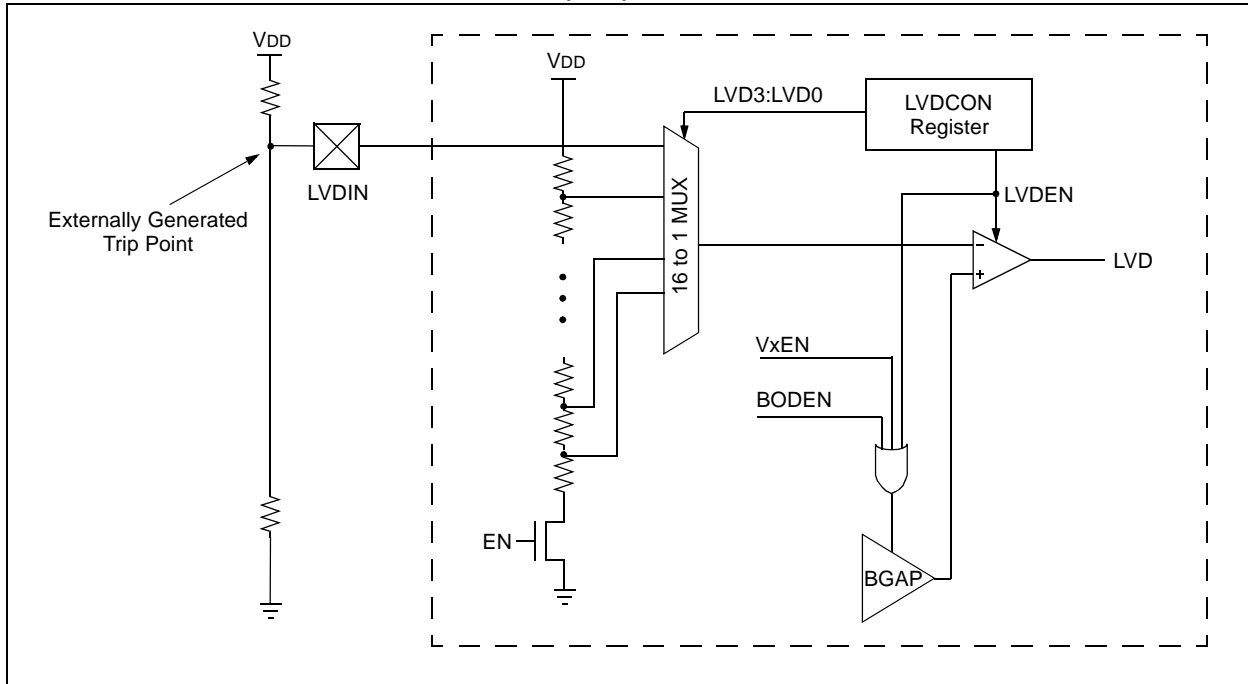 VDD
VDD
LVD3:LVD0
LVDCON
Register
LVDIN
16 to 1 MUX
LVDEN
Externally Generated
Trip Point
–
+
LVD
VxEN
BODEN
EN
BGAP